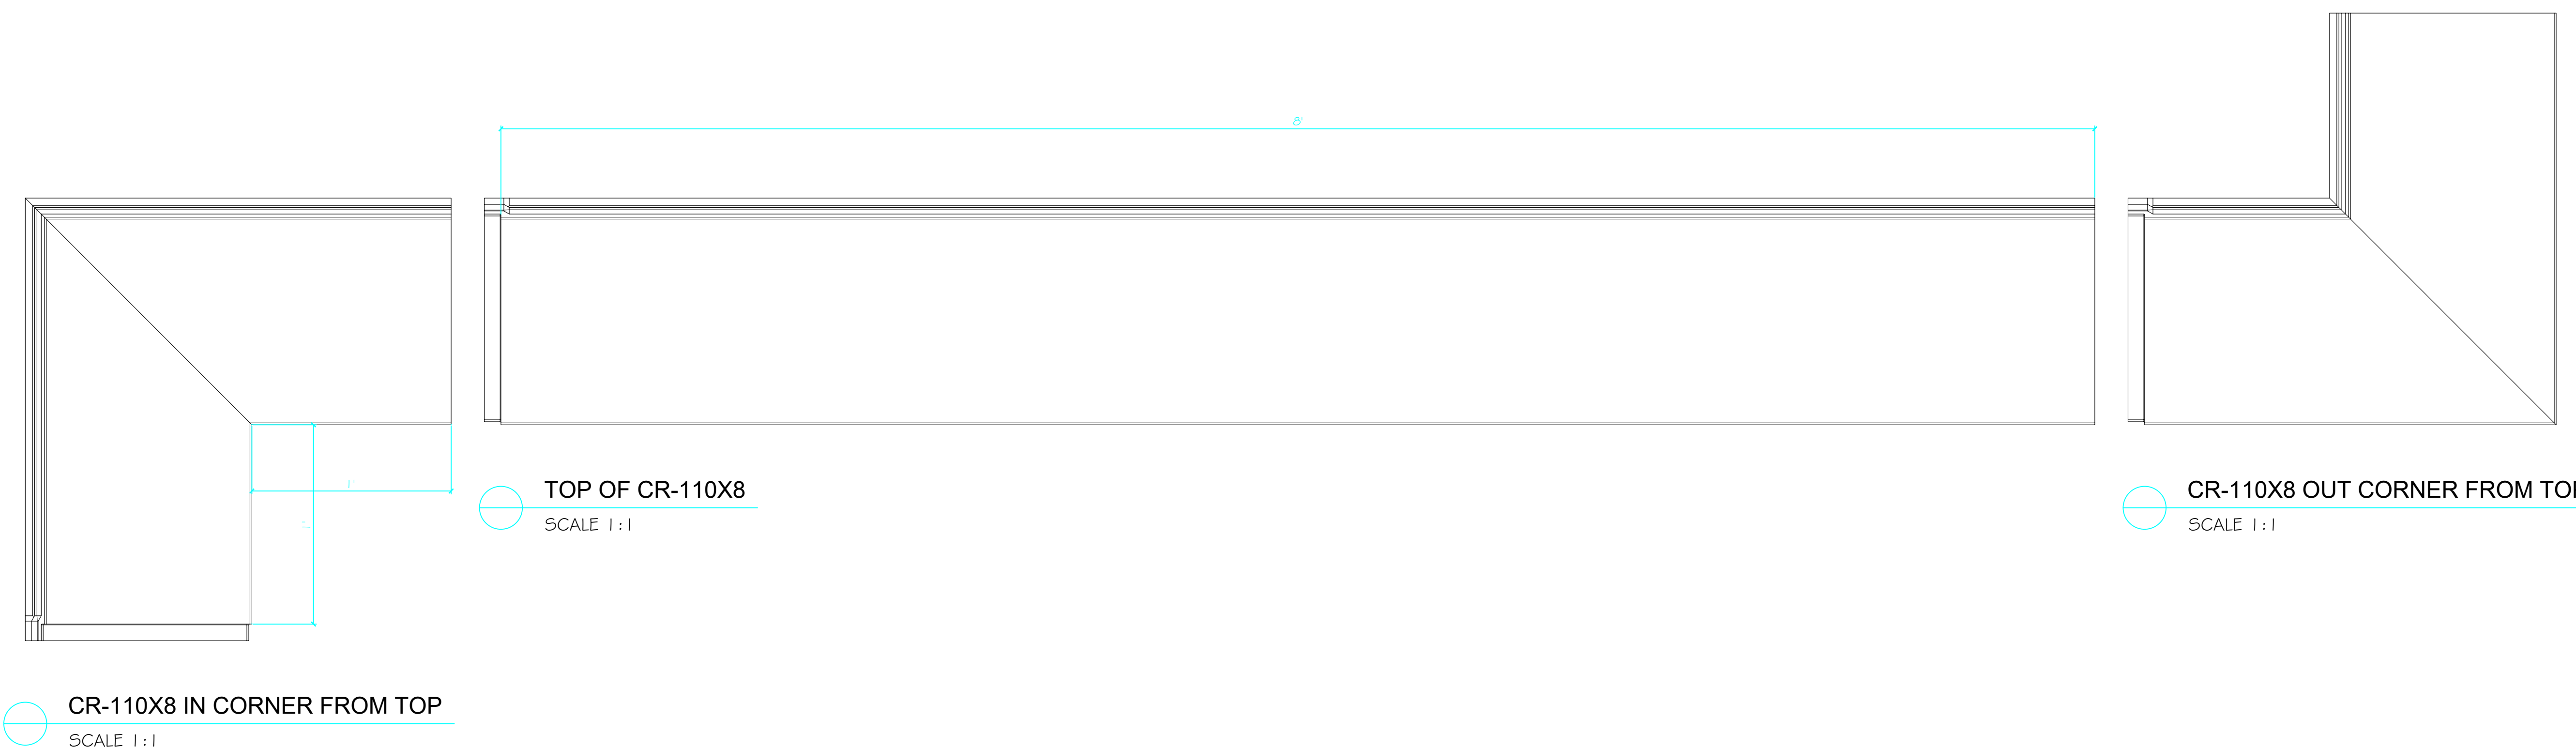 8'
1'
1'
TOP OF CR-110X8
SCALE 1:1
CR-110X8 OUT CORNER FROM TO
SCALE 1:1
CR-110X8 IN CORNER FROM TOP
SCALE 1:1